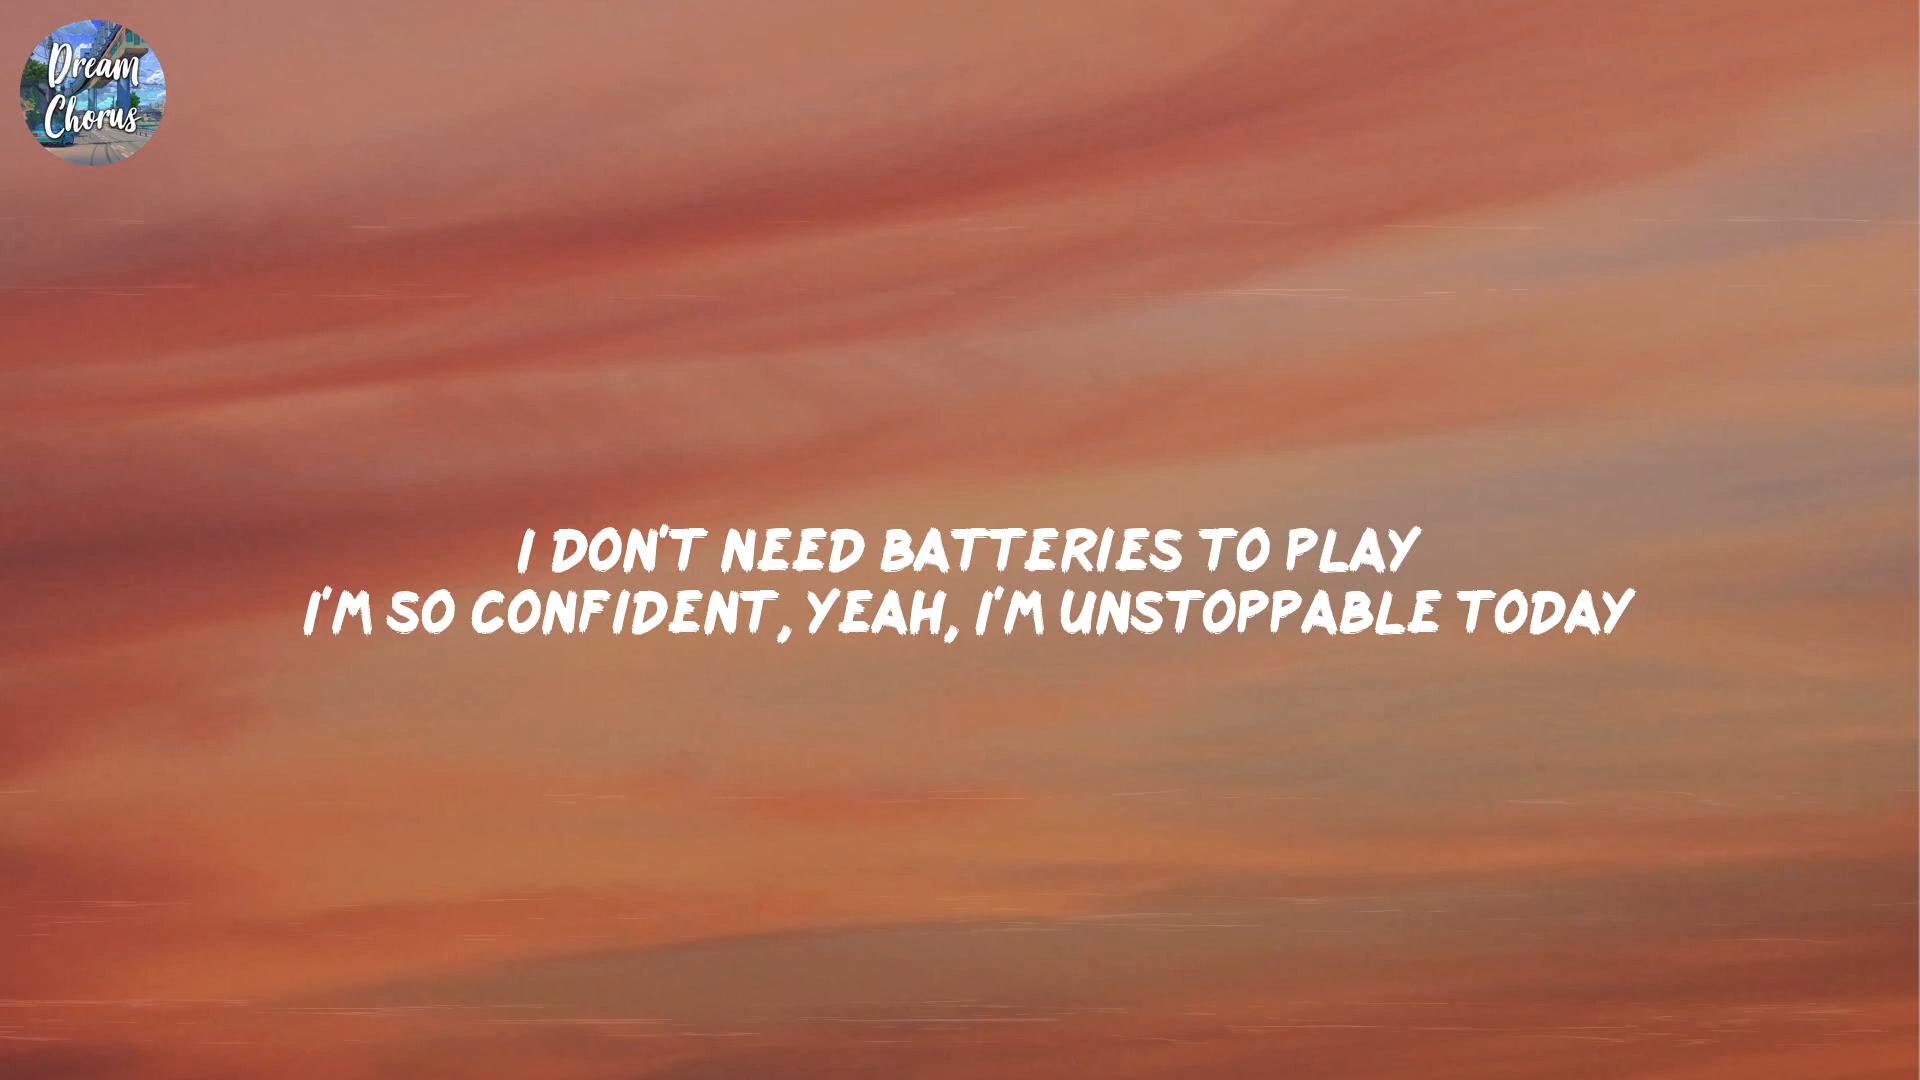 Dream
Chorus
I DON'T NEED BATTERIES TO PLAY
I'M SO CONFIDENT, YEAH, I'M UNSTOPPABLE TODAY